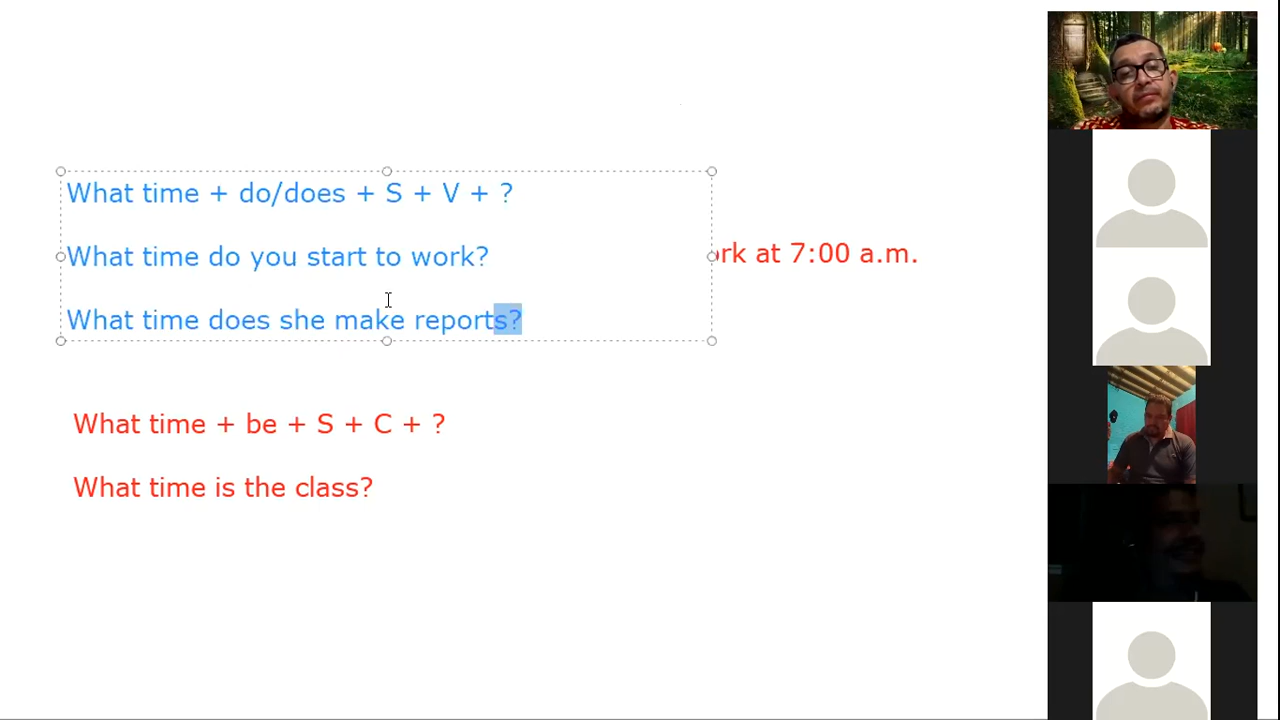 What time + do/does + S + V + ?
What time do you start to work?
rk at 7:00 a.m.
What time does she make reports?
What time + be + S + C + ?
What time is the class?